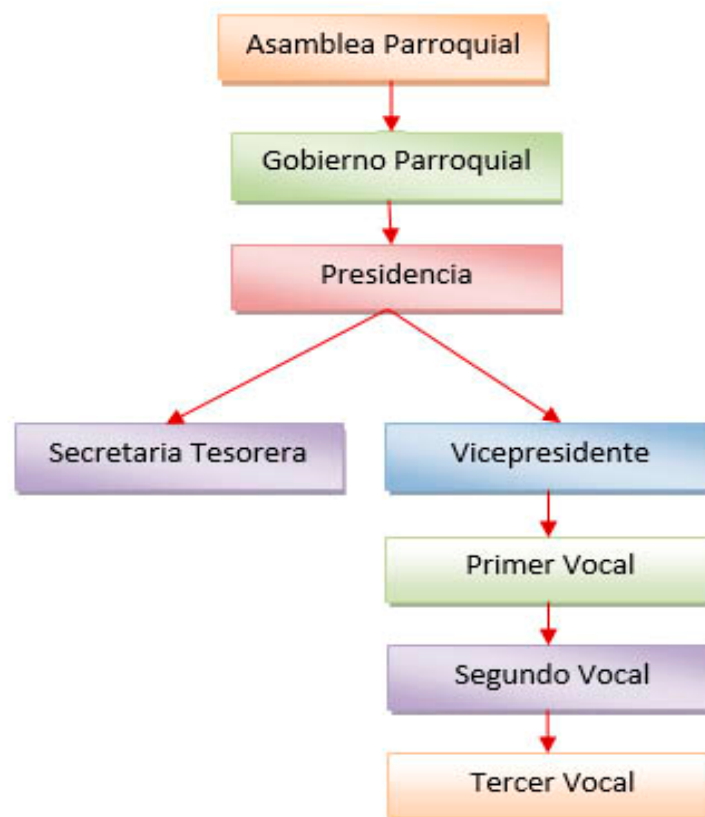 Asamblea Parroquial
Gobierno Parroquial
Presidencia
Secretaria Tesorera
Vicepresidente
Primer Vocal
Segundo Vocal
Tercer Vocal